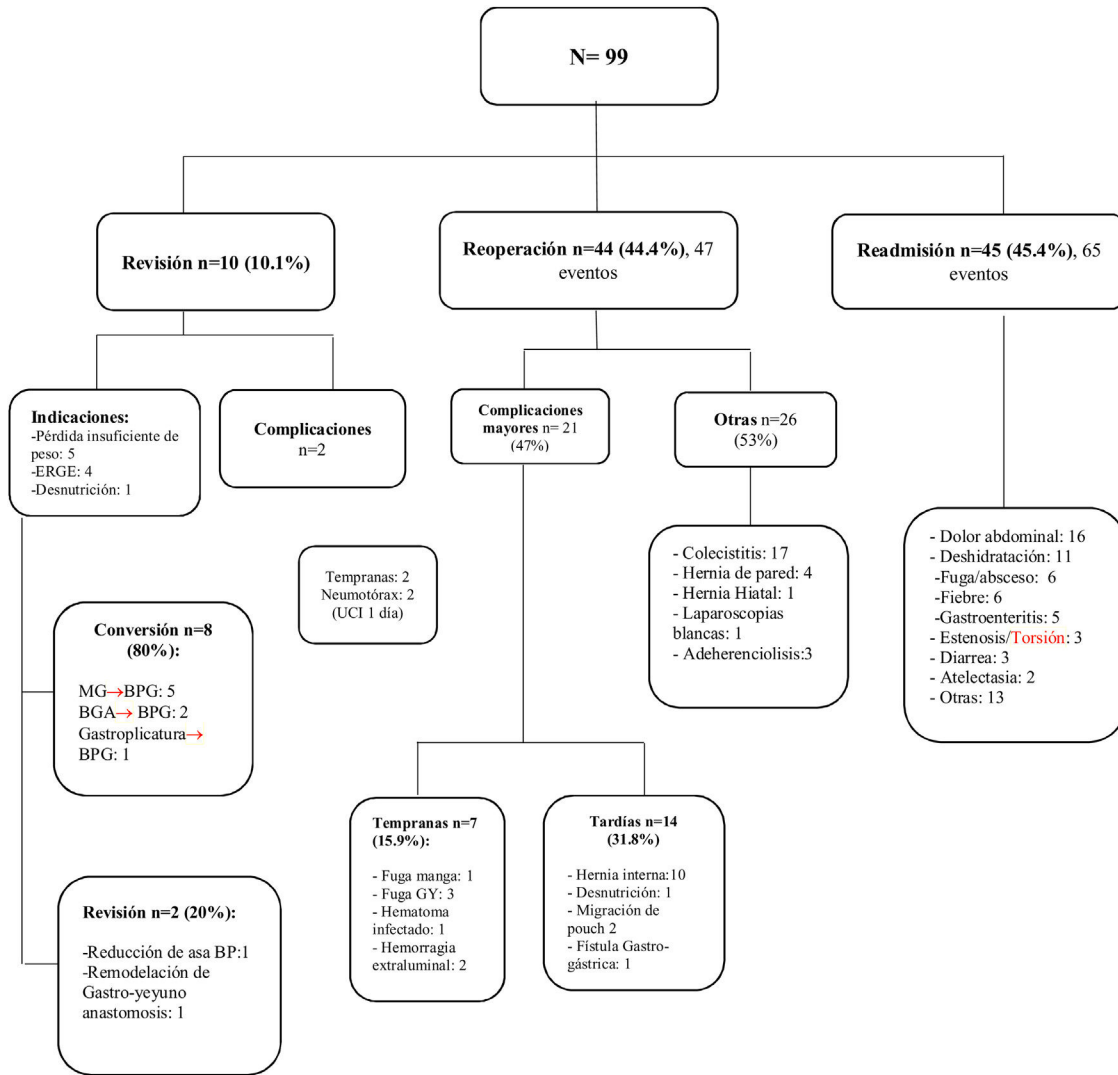 N= 99
Revisión n=10 (10.1%)
Reoperación n=44 (44.4%), 47
eventos
Readmisión n=45 (45.4%), 65
eventos
Indicaciones:
-Pérdida insuficiente de
peso: 5
-ERGE: 4
-Desnutrición: 1
Complicaciones
n=2
Complicaciones
mayores n= 21
(47%)
Otras n=26
(53%)
Tempranas: 2
Neumotórax: 2
(UCI 1 día)
- Colecistitis: 17
- Hernia de pared: 4
- Hernia Hiatal: 1
- Laparoscopias
blancas: 1
- Adeherenciolisis:3
- Dolor abdominal: 16
- Deshidratación: 11
-Fuga/absceso: 6
-Fiebre: 6
-Gastroenteritis: 5
- Estenosis/Torsión: 3
- Diarrea: 3
- Atelectasia: 2
- Otras: 13
Conversión n=8
(80%):
MG→BPG: 5
BGA→ BPG: 2
Gastroplicatura→
BPG: 1
Tempranas n=7
(15.9%):
- Fuga manga: 1
- Fuga GY: 3
- Hematoma
infectado: 1
- Hemorragia
extraluminal: 2
Tardías n=14
(31.8%)
- Hernia interna:10
- Desnutrición: 1
- Migración de
pouch 2
- Fístula Gastro-
gástrica: 1
Revisión n=2 (20%):
-Reducción de asa BP:1
-Remodelación de
Gastro-yeyuno
anastomosis: 1